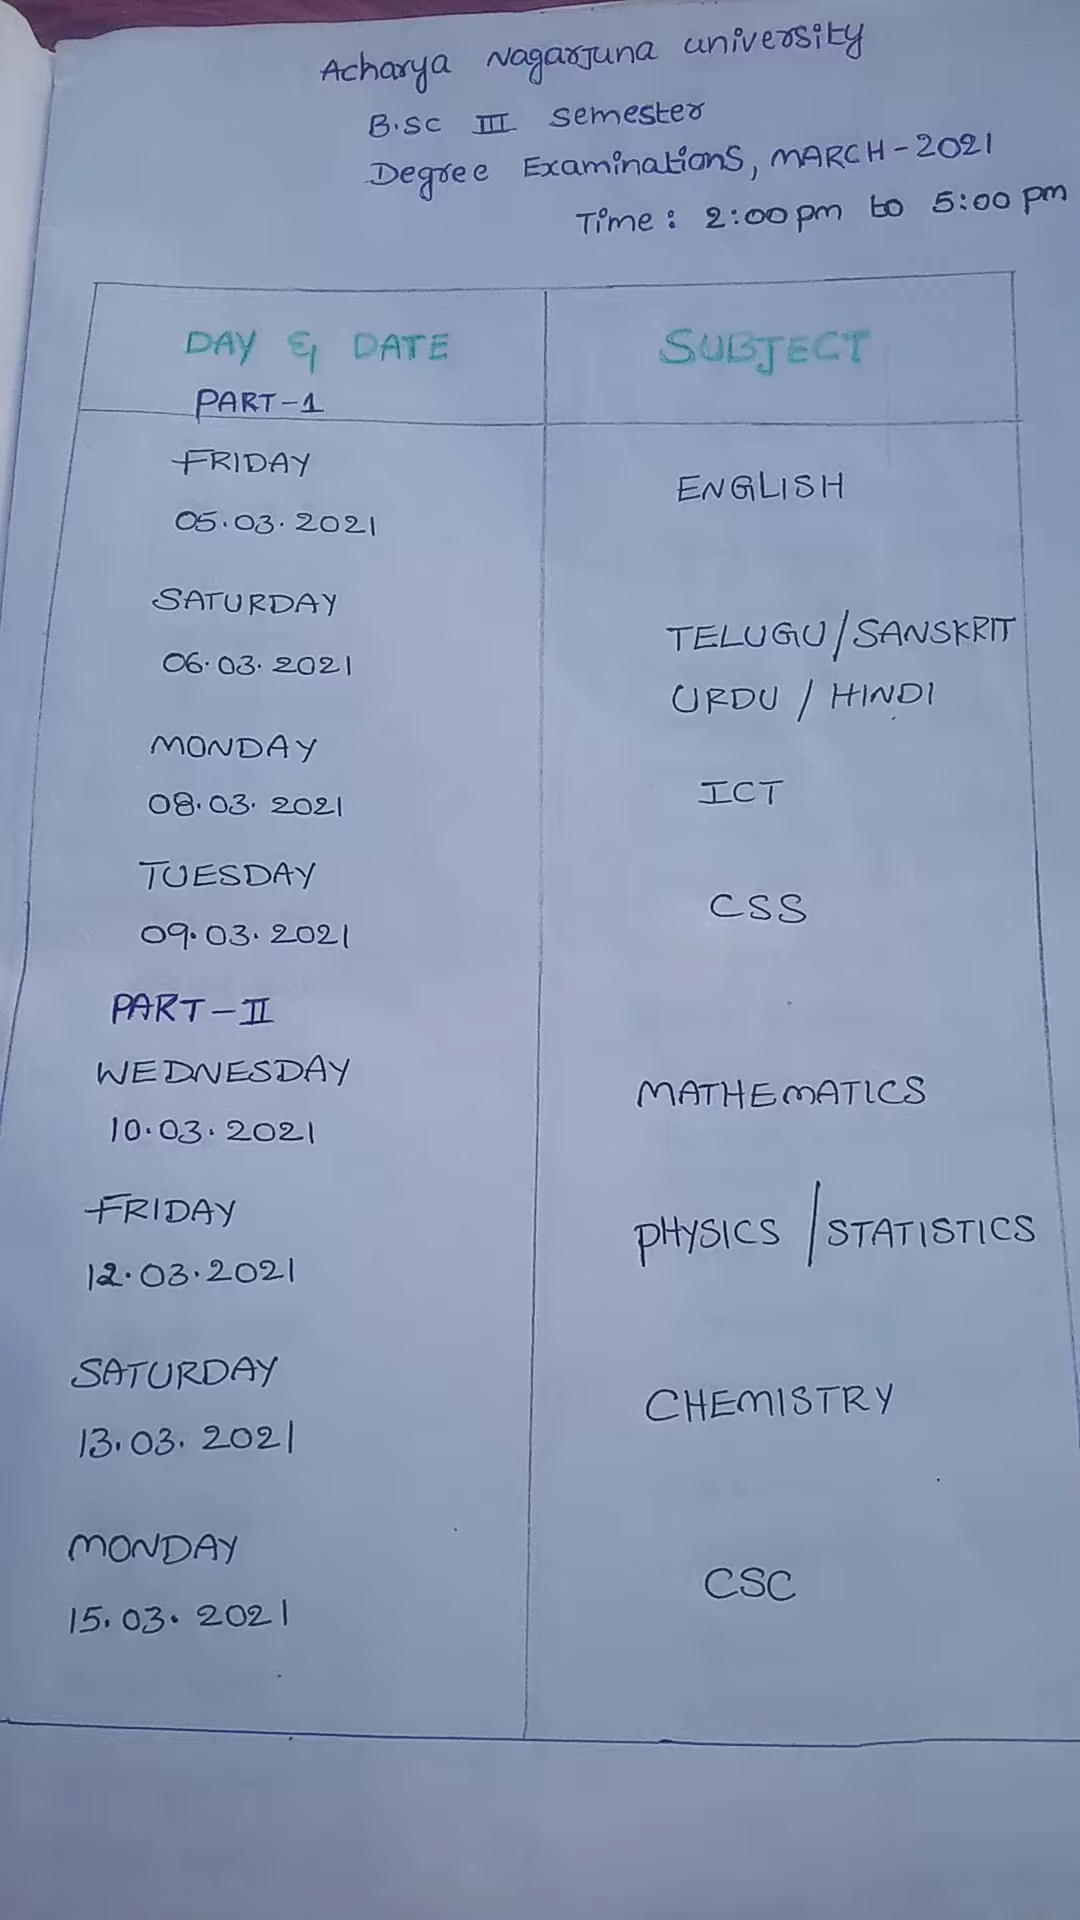 Acharya Nagarjuna university
B.sc III semester
Degree Examinations, MARCH-2021
Time: 2:00 pm to 5:00 pm
DAY & DATE SUBJECT
PART-1
FRIDAY
05.03.2021 ENGLISH
SATURDAY
06.03.2021 TELUGU/SANSKRIT
URDU / HINDI
MONDAY
08.03.2021 ICT
TUESDAY
09.03.2021 CSS
PART-II
WEDNESDAY
10.03.2021 MATHEMATICS
FRIDAY
12.03.2021 PHYSICS /STATISTICS
SATURDAY
13.03.2021 CHEMISTRY
MONDAY
15.03.2021 CSC